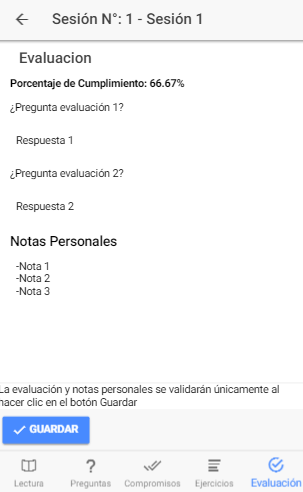 Sesión N°: 1 - Sesión 1
Evaluacion
Porcentaje de Cumplimiento: 66.67%
¿Pregunta evaluación 1?
Respuesta 1
¿Pregunta evaluación 2?
Respuesta 2
Notas Personales
-Nota 1
-Nota 2
-Nota 3
La evaluación y notas personales se validarán únicamente al
hacer clic en el botón Guardar
GUARDAR
Lectura Preguntas Compromisos Ejercicios Evaluación